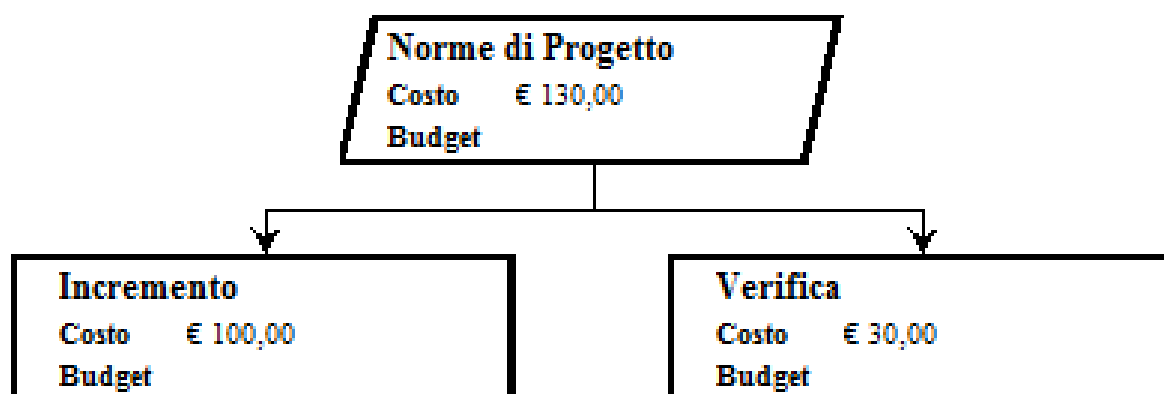 Norme di Progetto
Costo € 130,00
Budget
Incremento
Costo € 100,00
Budget
Verifica
Costo € 30,00
Budget